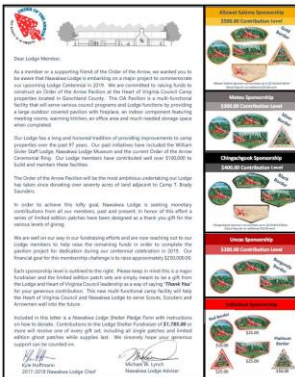 Dear Lodge Member,
As a member or a supporting friend of the Order of the Arrow, we wanted you to
be aware that Nawakwa Lodge is embarking on a major project to commemorate
our upcoming Lodge Centennial in 2019. We are committed to raising funds to
construct an Order of the Arrow Pavilion at the Heart of Virginia Council Camp
properties located in Goochland County. This OA Pavilion is a multi-functional
facility that will serve various council programs and Lodge functions by providing
a large outdoor covered pavilion with fireplace, an indoor component featuring
meeting rooms, warming kitchen, an office area and much needed storage space
when completed.
Our Lodge has a long and honored tradition of providing improvements to camp
properties over the past 97 years. Our past initiatives have included the William
Givler Staff Lodge, Nawakwa Lodge Museum and the current Order of the Arrow
Ceremonial Ring. Our Lodge members have contributed well over $100,000 to
build and maintain these facilities.
The Order of the Arrow Pavilion will be the most ambitious undertaking our Lodge
has taken since donating over seventy acres of land adjacent to Camp T. Brady
Saunders.
In order to achieve this lofty goal, Nawakwa Lodge is seeking monetary
contributions from all our members, past and present. In honor of this effort a
series of limited edition patches have been designed as a thank you gift for the
various levels of giving.
We are well on our way in our fundraising efforts and are now reaching out to our
Lodge members to help raise the remaining funds in order to complete the
pavilion project for dedication during our centennial celebration in 2019. Our
financial goal for this membership challenge is to raise approximately $250,000.00.
Each sponsorship level is outlined to the right. Please keep in mind this is a major
fundraiser and the limited edition patch sets are simply meant to be a gift from
the Lodge and Council leadership as a way of saying "Thank You"
for your generous contribution. This new multi functional camp facility will help
the Heart of Virginia Council and Nawakwa Lodge to serve Scouts, Scouters and
Arrowmen well into the future.
Included in this letter is a Nawakwa Lodge Shelter Pledge Form with instructions
on how to donate. Contributions to the Lodge Shelter Fundraiser of $1,785.00 or
more will receive one of every gift set, including all single patches and limited
edition ghost patches while supplies last. We sincerely hope your generous
support can be counted on.
Kyle Hoffmann
2017-2018 Nawakwa Lodge Chief
Michael W. Lynch
Nawakwa Lodge Adviser
Allowat Sakima Sponsorship
$500.00 Contribution Level
Mateu Sponsorship
$300.00 Contribution Level
Chingachgook Sponsorship
$400.00 Contribution Level
Uncas Sponsorship
$200.00 Contribution Level
Individual Sponsorship
$25.00
$25.00